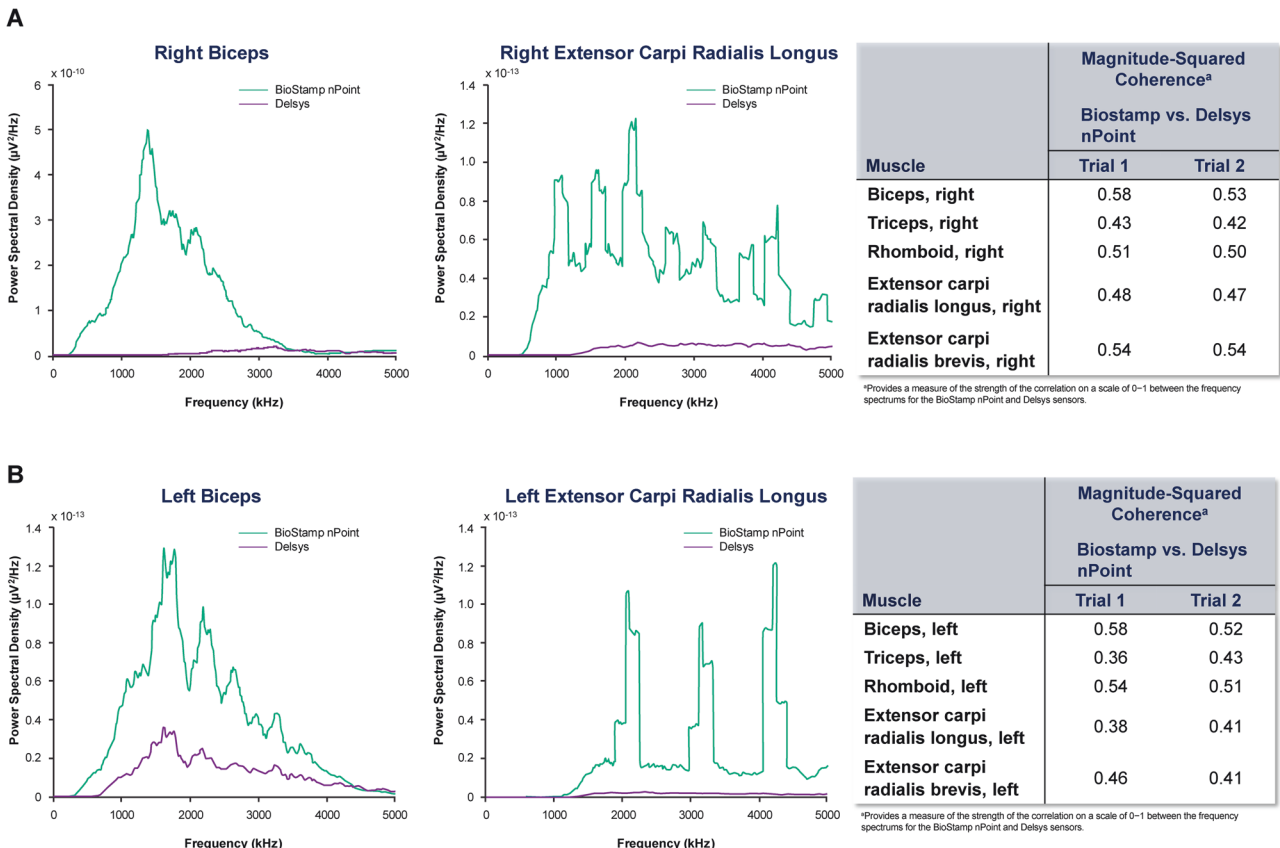 A
Right Biceps
x 10⁻¹⁰
Power Spectral Density (µV²/Hz)
6
5
4
3
2
10
0
BioStamp nPoint
Delsys
0 1000 2000 3000 4000 5000
Frequency (kHz)
Right Extensor Carpi Radialis Longus
x 10⁻¹³
Power Spectral Density (µV²/Hz)
1.4
1.2
1.0
0.8
0.6
0.4
0.2
0
BioStamp nPoint
Delsys
0 1000 2000 3000 4000 5000
Frequency (kHz)
Magnitude-Squared
Coherenceᵃ
Biostamp vs. Delsys
nPoint
Muscle Trial 1 Trial 2
Biceps, right 0.58 0.53
Triceps, right 0.43 0.42
Rhomboid, right 0.51 0.50
Extensor carpi
radialis longus, right 0.48 0.47
Extensor carpi
radialis brevis, right 0.54 0.54
ᵃProvides a measure of the strength of the correlation on a scale of 0–1 between the frequency
spectrums for the BioStamp nPoint and Delsys sensors.
B
Left Biceps
x 10⁻¹³
Power Spectral Density (µV²/Hz)
1.4
1.2
1.0
0.8
0.6
0.4
0.2
0
BioStamp nPoint
Delsys
0 1000 2000 3000 4000 5000
Frequency (kHz)
Left Extensor Carpi Radialis Longus
x 10⁻¹³
Power Spectral Density (µV²/Hz)
1.4
1.2
1.0
0.8
0.6
0.4
0.2
0
BioStamp nPoint
Delsys
0 1000 2000 3000 4000 5000
Frequency (kHz)
Magnitude-Squared
Coherenceᵃ
Biostamp vs. Delsys
nPoint
Muscle Trial 1 Trial 2
Biceps, left 0.58 0.52
Triceps, left 0.36 0.43
Rhomboid, left 0.54 0.51
Extensor carpi
radialis longus, left 0.38 0.41
Extensor carpi
radialis brevis, left 0.46 0.41
ᵃProvides a measure of the strength of the correlation on a scale of 0–1 between the frequency
spectrums for the BioStamp nPoint and Delsys sensors.